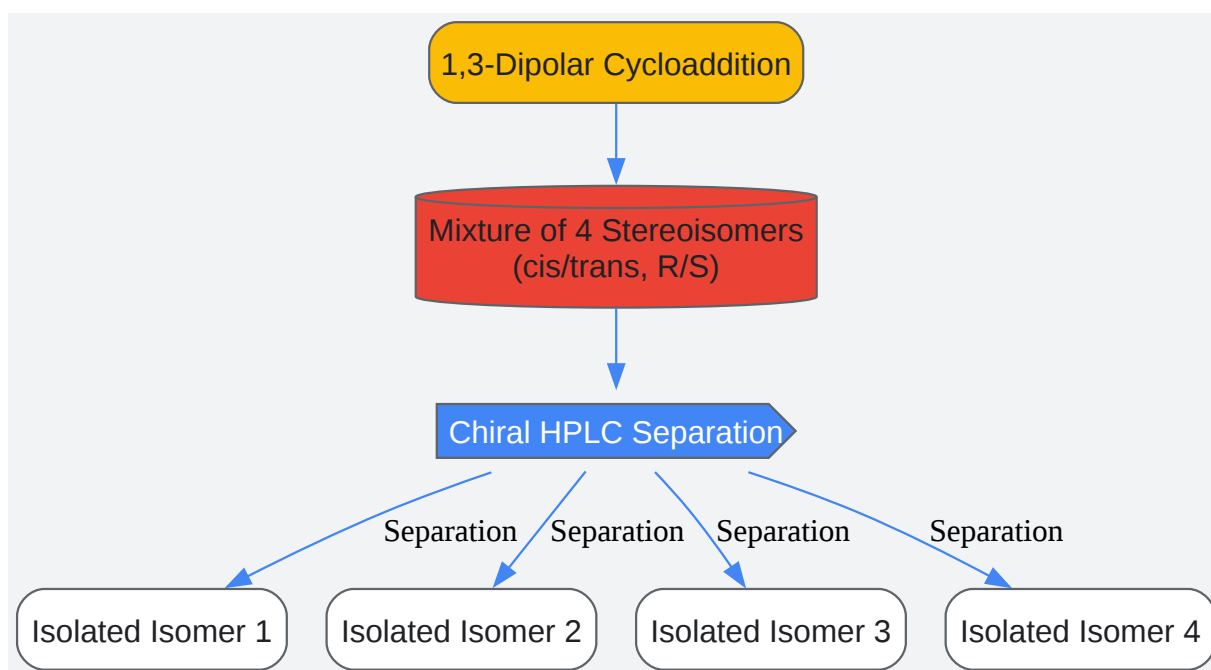 1,3-Dipolar Cycloaddition
Mixture of 4 Stereoisomers
(cis/trans, R/S)
Chiral HPLC Separation
Separation
Separation
Separation
Separation
Isolated Isomer 1
Isolated Isomer 2
Isolated Isomer 3
Isolated Isomer 4